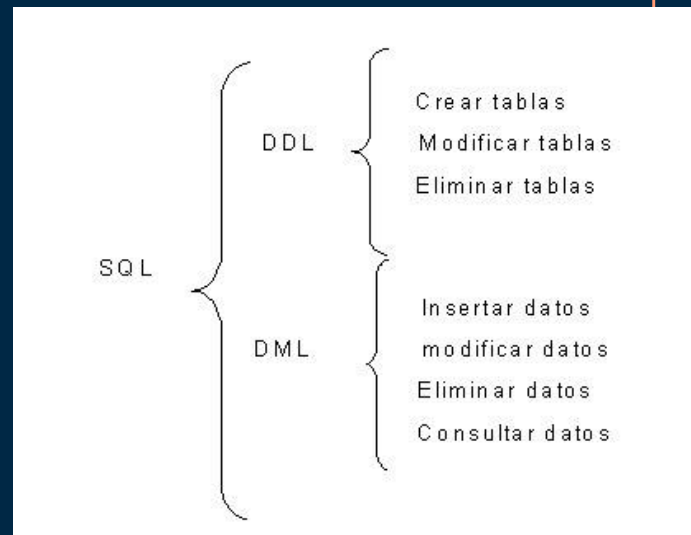 SQL
DDL
Crear tablas
Modificar tablas
Eliminar tablas
DML
Insertar datos
modificar datos
Eliminar datos
Consultar datos